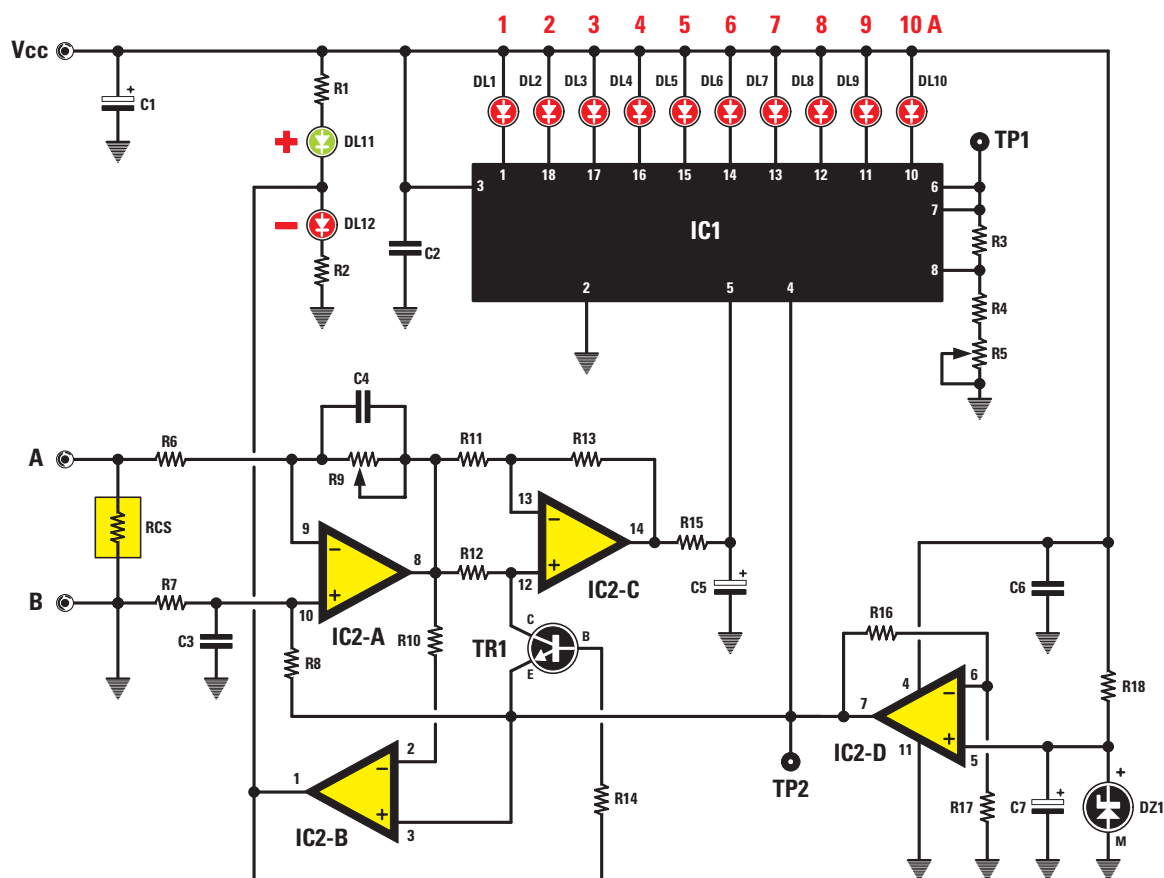 1 2 3 4 5 6 7 8 9 10 A
Vcc
DL1 DL2 DL3 DL4 DL5 DL6 DL7 DL8 DL9 DL10
+ C1
R1
+ DL11
− DL12
R2
C2
TP1
3 1 18 17 16 15 14 13 12 11 10 6
7
IC1
8
2 5 4
R3
R4
R5
C4
A R6 R9 R11 R13
RCS
9 − 13 −
8 14 R15
R12
+ 10 + 12
IC2-A IC2-C
B R7
C3
R8
R10
C B
TR1
E
+ C5
C6
R16
R18
4 6 −
7
11 + 5
IC2-D
TP2
2 −
1
+ 3
IC2-B
R14
R17
+ C7
+ DZ1
M